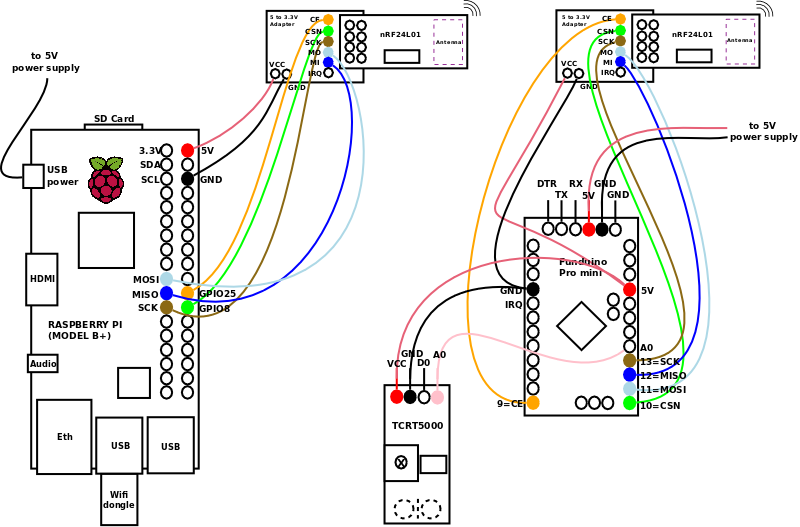 to 5V
power supply
SD Card
3.3V
5V
SDA
SCL
GND
USB
power
HDMI
MOSI
MISO
GPIO25
SCK
GPIO8
RASPBERRY PI
(MODEL B+)
Audio
Eth
USB
USB
Wifi
dongle
5 to 3.3V
Adapter
CE
CSN
SCK
MO
MI
IRQ
VCC
GND
nRF24L01
Antenna
5 to 3.3V
Adapter
CE
CSN
SCK
MO
MI
IRQ
VCC
GND
nRF24L01
Antenna
to 5V
power supply
DTR
TX
RX
5V
GND
GND
Funduino
Pro mini
GND
IRQ
5V
A0
13=SCK
12=MISO
11=MOSI
10=CSN
9=CE
VCC
GND
D0
A0
TCRT5000